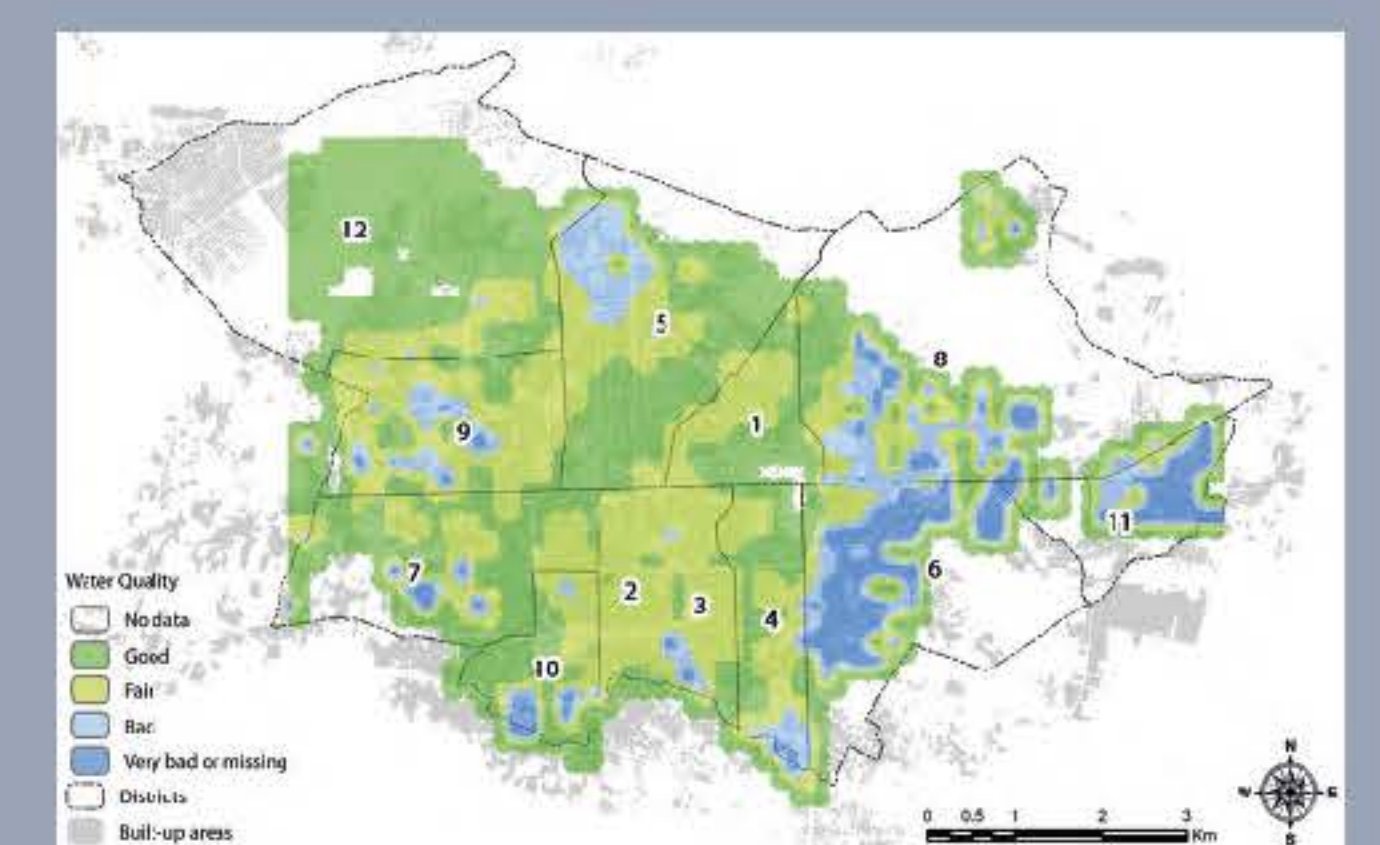 12
5
8
1
9
11
7
6
2
3
4
10
Water Quality
No data
Good
Fair
Bad
Very bad or missing
Districts
Built-up areas
N
W E
S
0 0.5 1 2 3
Km